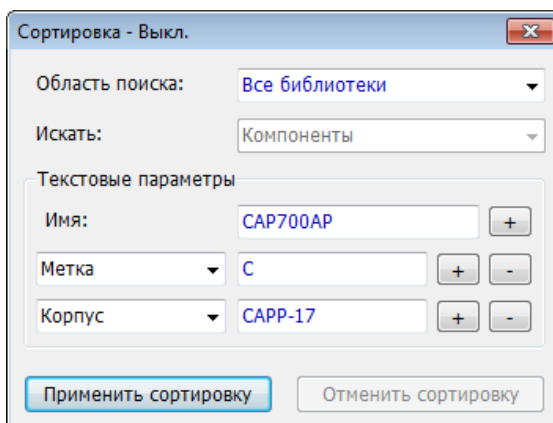 Сортировка - Выкл.
Область поиска: Все библиотеки
Искать: Компоненты
Текстовые параметры
Имя: CAP700AP +
Метка C + -
Корпус CAPP-17 + -
Применить сортировку Отменить сортировку